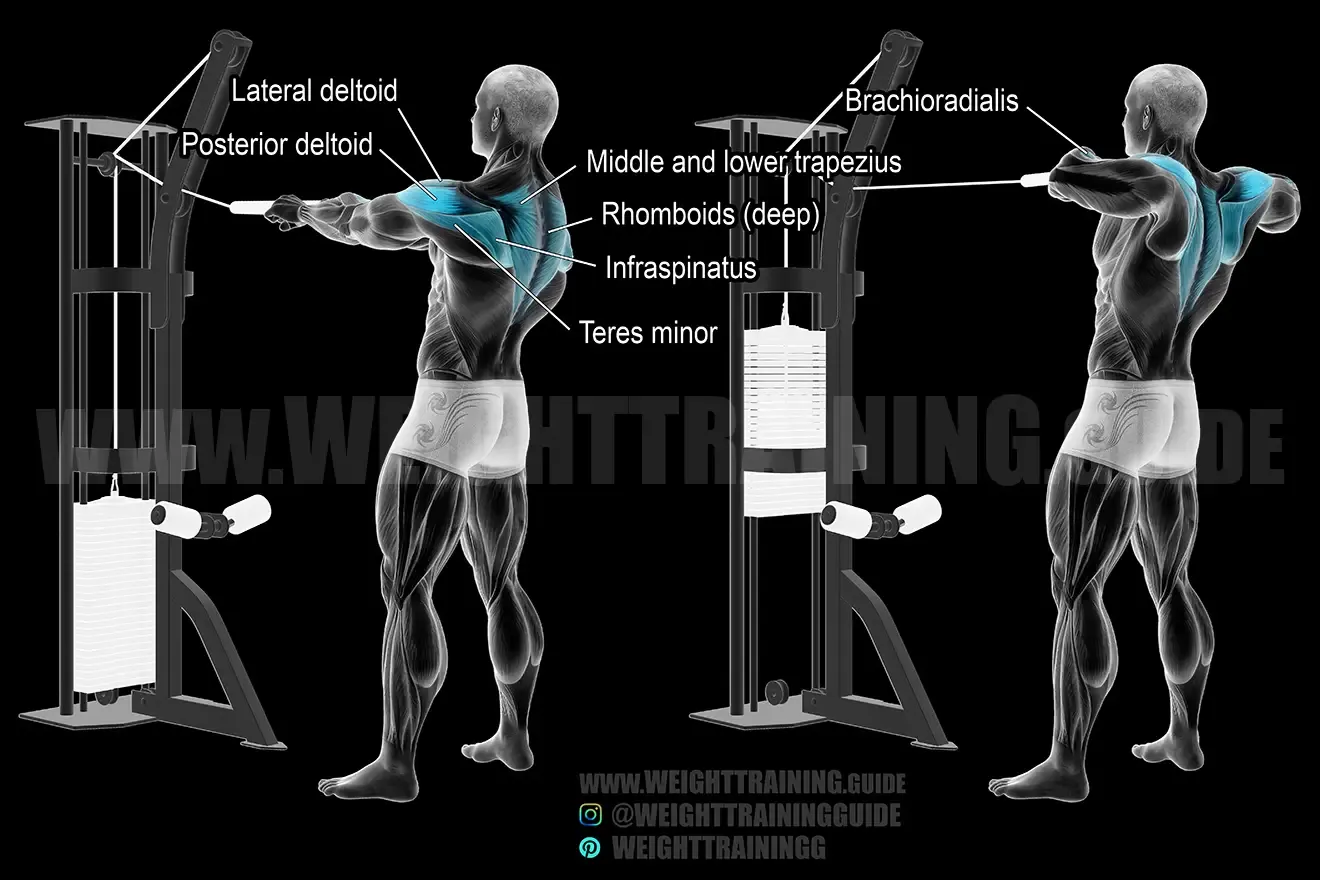 Lateral deltoid
Posterior deltoid
Middle and lower trapezius
Rhomboids (deep)
Infraspinatus
Teres minor
Brachioradialis
WWW.WEIGHTTRAINING.GUIDE
WWW.WEIGHTTRAINING.GUIDE
@WEIGHTTRAININGGUIDE
WEIGHTTRAININGG